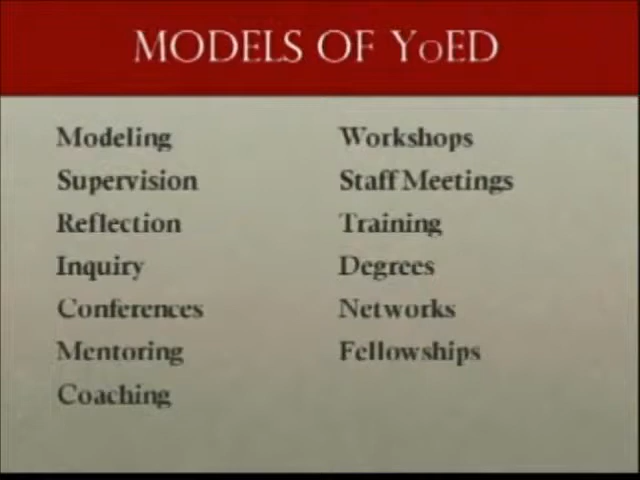 MODELS OF YoED
Modeling
Supervision
Reflection
Inquiry
Conferences
Mentoring
Coaching
Workshops
Staff Meetings
Training
Degrees
Networks
Fellowships